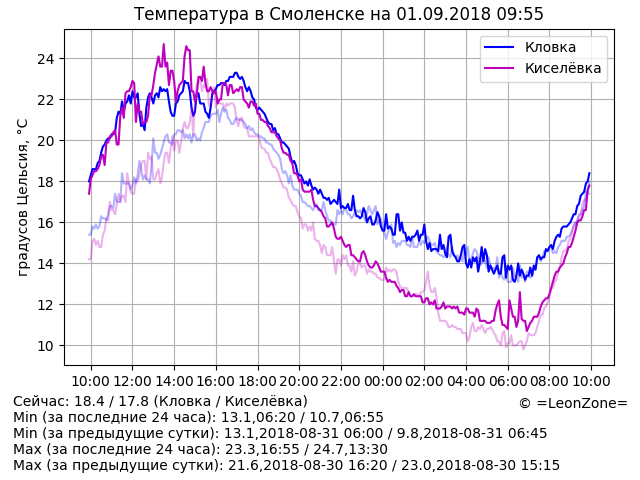 Температура в Смоленске на 01.09.2018 09:55
Кловка
Киселёвка
градусов Цельсия, °C
24
22
20
18
16
14
12
10
10:00 12:00 14:00 16:00 18:00 20:00 22:00 00:00 02:00 04:00 06:00 08:00 10:00
Сейчас: 18.4 / 17.8 (Кловка / Киселёвка)
© =LeonZone=
Min (за последние 24 часа): 13.1,06:20 / 10.7,06:55
Min (за предыдущие сутки): 13.1,2018-08-31 06:00 / 9.8,2018-08-31 06:45
Max (за последние 24 часа): 23.3,16:55 / 24.7,13:30
Max (за предыдущие сутки): 21.6,2018-08-30 16:20 / 23.0,2018-08-30 15:15